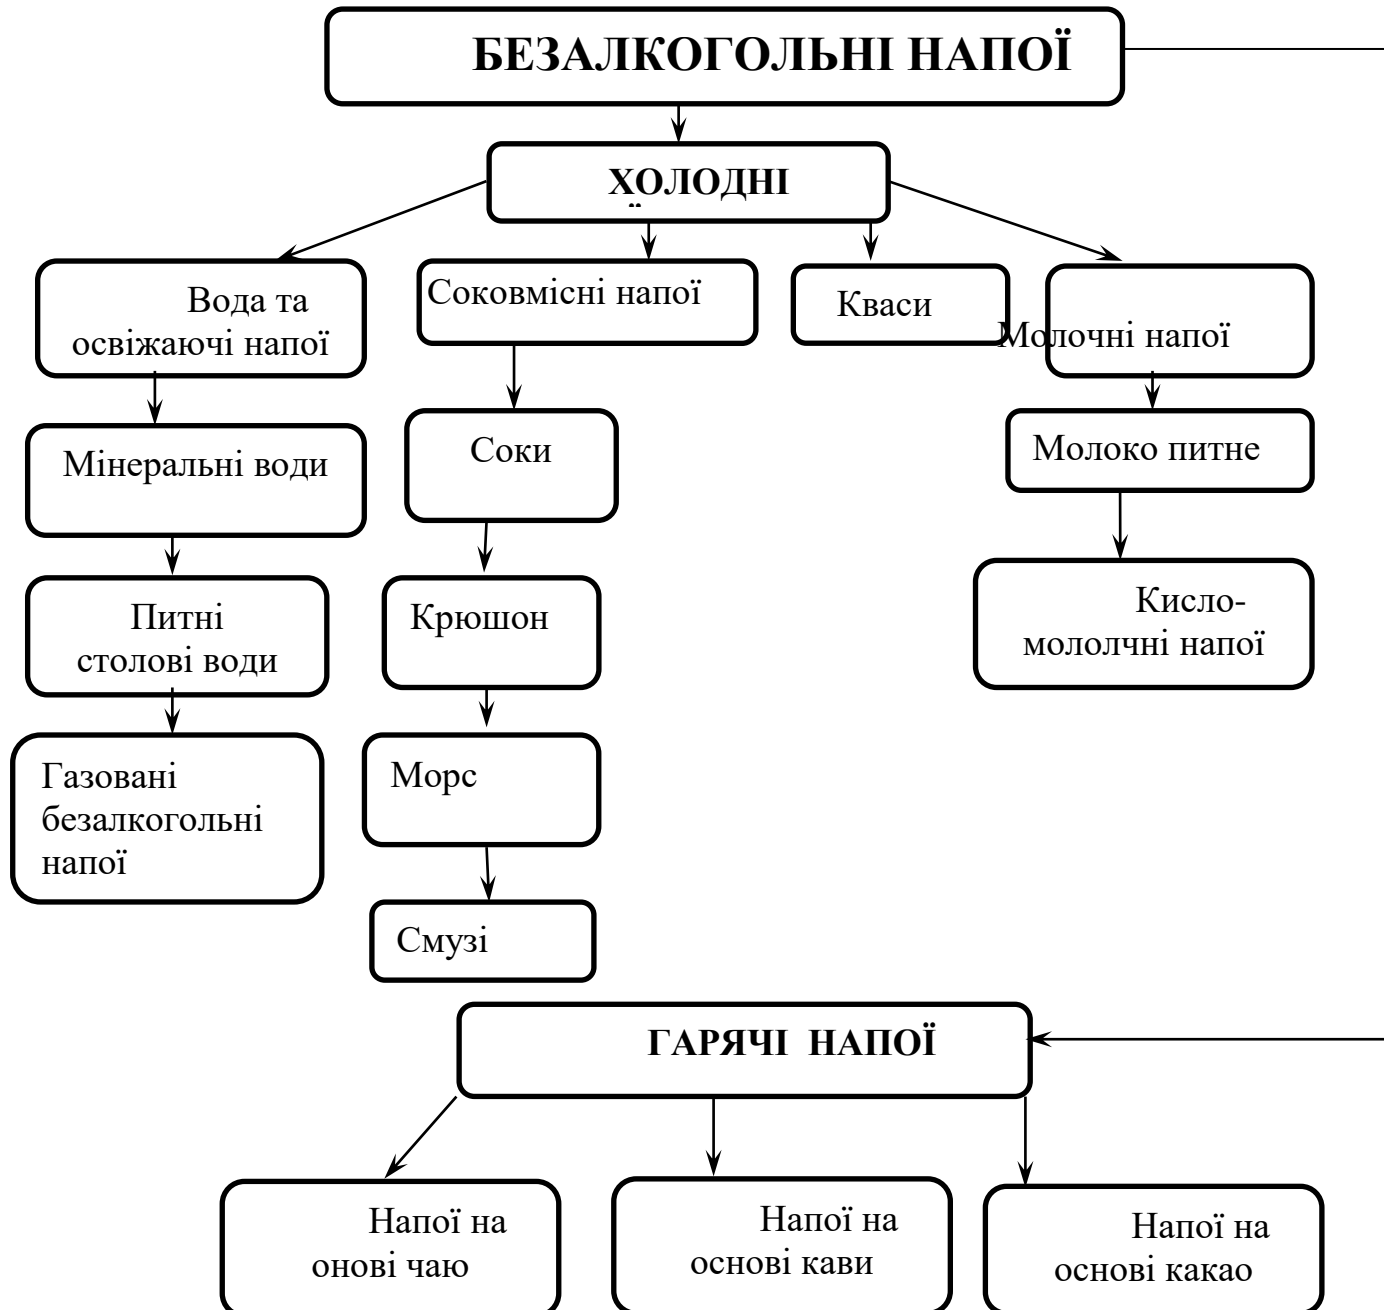 БЕЗАЛКОГОЛЬНІ НАПОЇ
ХОЛОДНІ
Вода та
освіжаючі напої
Соковмісні напої
Кваси
Молочні напої
Мінеральні води
Соки
Молоко питне
Питні
столові води
Крюшон
Кисло-
мололчні напої
Газовані
безалкогольні
напої
Морс
Смузі
ГАРЯЧІ НАПОЇ
Напої на
онові чаю
Напої на
основі кави
Напої на
основі какао